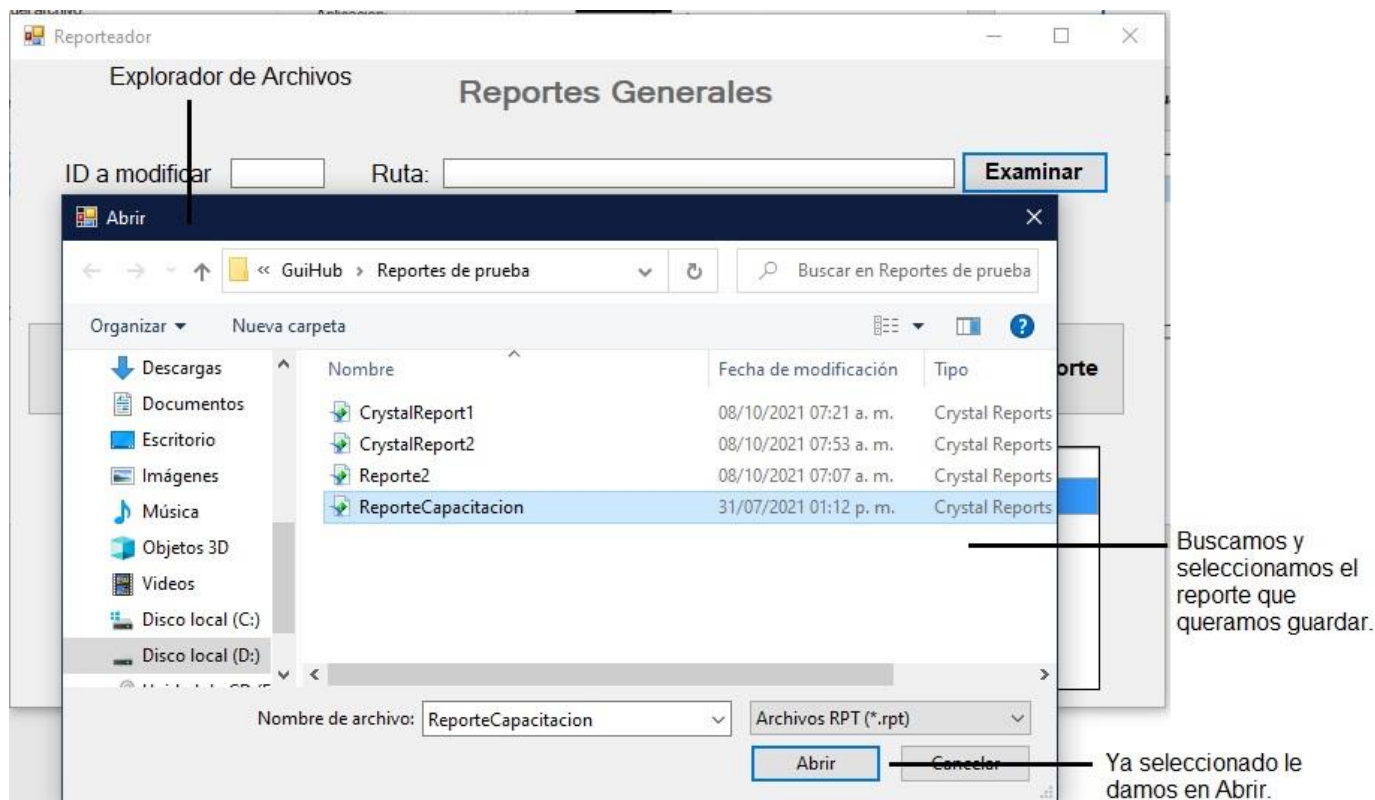 Aplicacion:
Reporteador
Explorador de Archivos
Reportes Generales
ID a modificar
Ruta:
Examinar
Abrir
« GuiHub › Reportes de prueba
Buscar en Reportes de prueba
Organizar
Nueva carpeta
Nombre
Fecha de modificación
Tipo
orte
Descargas
Documentos
Escritorio
Imágenes
Música
Objetos 3D
Videos
Disco local (C:)
Disco local (D:)
CrystalReport1 08/10/2021 07:21 a. m. Crystal Reports
CrystalReport2 08/10/2021 07:53 a. m. Crystal Reports
Reporte2 08/10/2021 07:07 a. m. Crystal Reports
ReporteCapacitacion 31/07/2021 01:12 p. m. Crystal Reports
Buscamos y
seleccionamos el
reporte que
queramos guardar.
Nombre de archivo: ReporteCapacitacion
Archivos RPT (*.rpt)
Abrir
Cancelar
Ya seleccionado le
damos en Abrir.